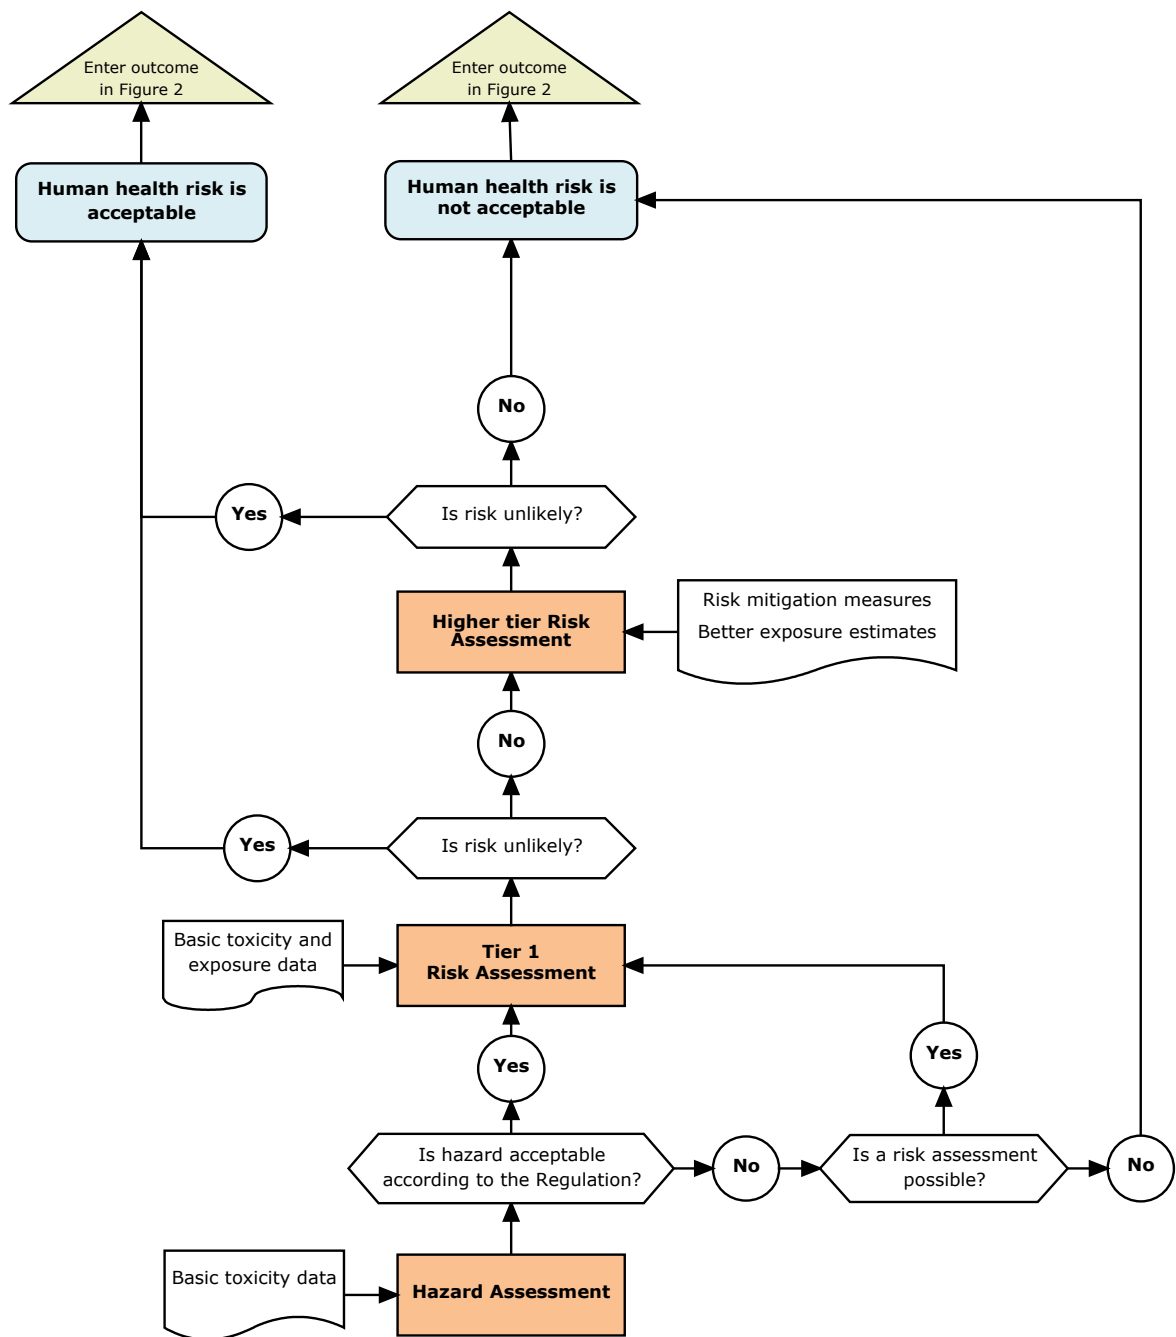 Enter outcome
in Figure 2
Enter outcome
in Figure 2
Human health risk is
acceptable
Human health risk is
not acceptable
No
Yes
Is risk unlikely?
Higher tier Risk
Assessment
Risk mitigation measures
Better exposure estimates
No
Yes
Is risk unlikely?
Basic toxicity and
exposure data
Tier 1
Risk Assessment
Yes
Yes
Is hazard acceptable
according to the Regulation?
No
Is a risk assessment
possible?
No
Basic toxicity data
Hazard Assessment